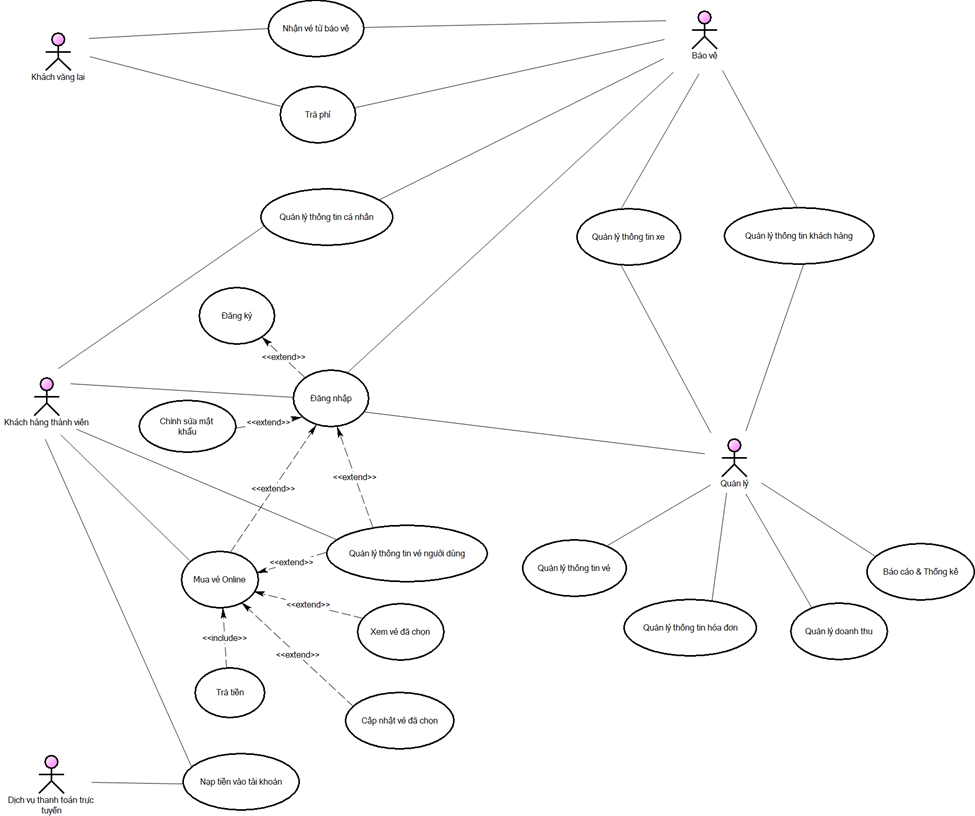 Nhận vé từ bảo vệ
Bảo vệ
Khách vãng lai
Trả phí
Quản lý thông tin cá nhân
Quản lý thông tin xe
Quản lý thông tin khách hàng
Đăng ký
<<extend>>
Đăng nhập
Khách hàng thành viên
Chỉnh sửa mật
khẩu
<<extend>>
<<extend>>
<<extend>>
Quản lý
Quản lý thông tin vé người dùng
<<extend>>
Mua vé Online
Quản lý thông tin vé
Báo cáo & Thống kê
<<extend>>
Xem vé đã chọn
Quản lý thông tin hóa đơn
Quản lý doanh thu
<<include>>
<<extend>>
Trả tiền
Cập nhật vé đã chọn
Nạp tiền vào tài khoản
Dịch vụ thanh toán trực
tuyến